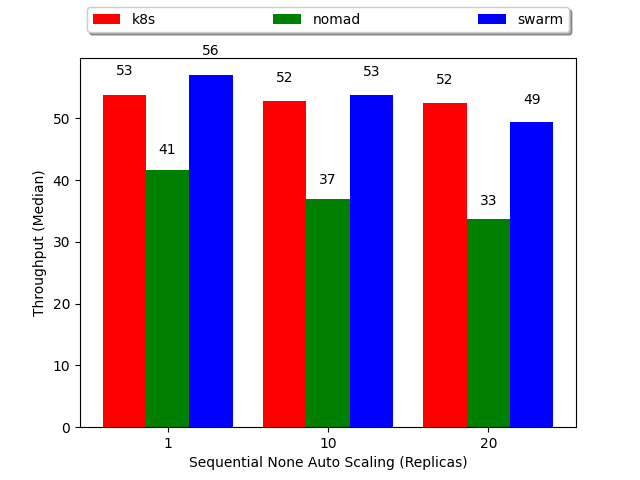 k8s nomad swarm
56
53 52 53 52
49
41
37
33
50
40
30
20
10
0
Throughput (Median)
1 10 20
Sequential None Auto Scaling (Replicas)